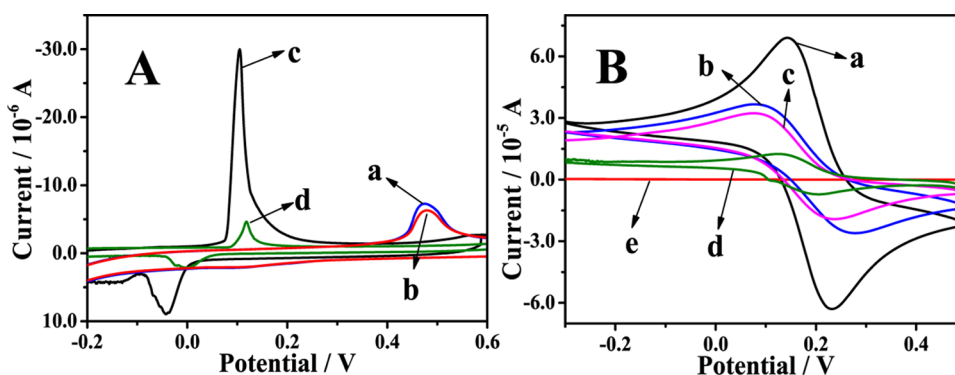 A
Current / 10⁻⁶ A
-30.0
-20.0
-10.0
0.0
10.0
-0.2
0.0
0.2
0.4
0.6
Potential / V
c
d
a
b
B
Current / 10⁻⁵ A
6.0
3.0
0.0
-3.0
-6.0
-0.2
0.0
0.2
0.4
Potential / V
a
b
c
d
e